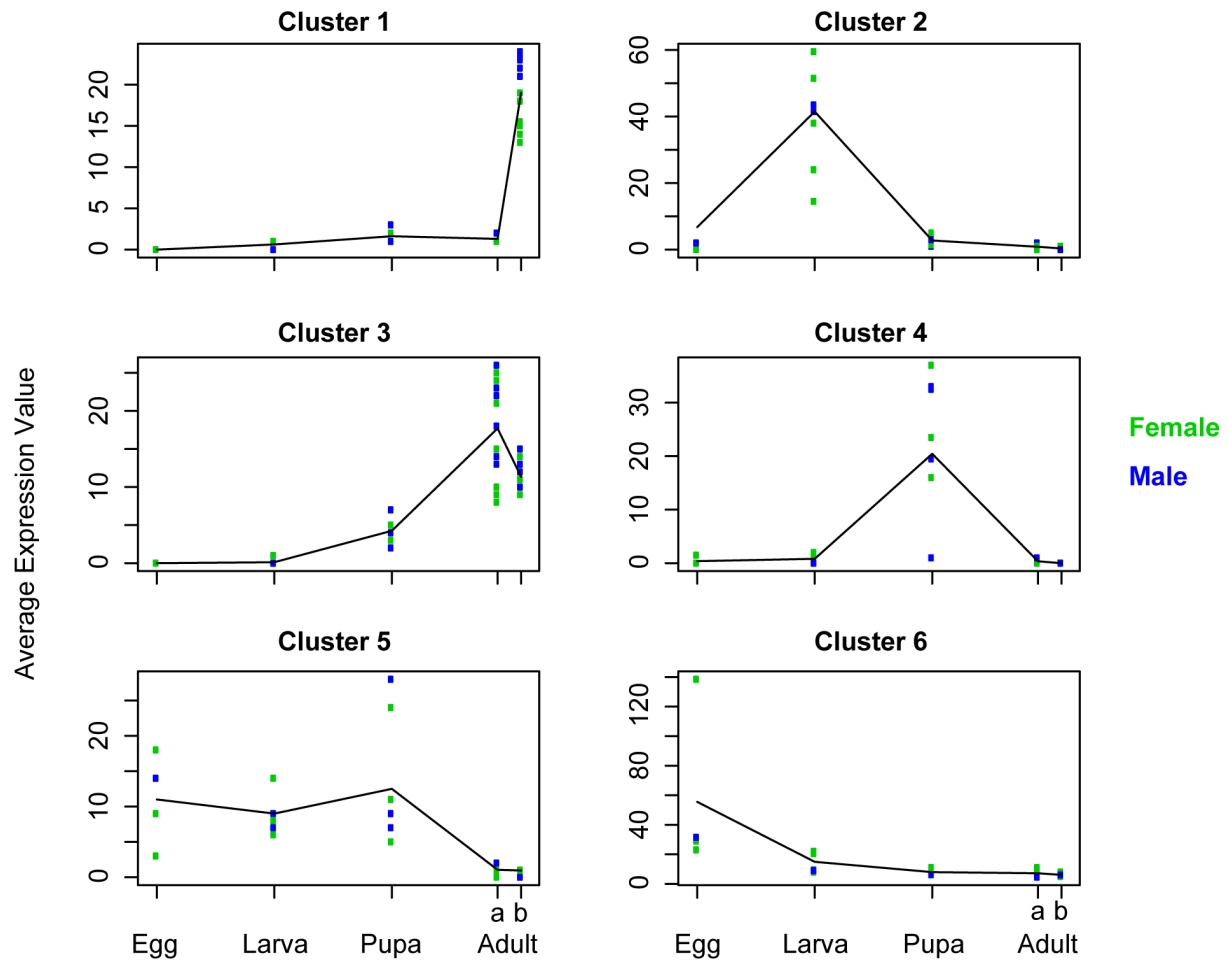 Cluster 1
20
15
10
5
0
Cluster 2
60
40
20
0
Cluster 3
20
10
0
Cluster 4
30
20
10
0
Cluster 5
20
10
0
Cluster 6
120
80
40
0
Average Expression Value
Female
Male
a b
Egg Larva Pupa Adult
a b
Egg Larva Pupa Adult